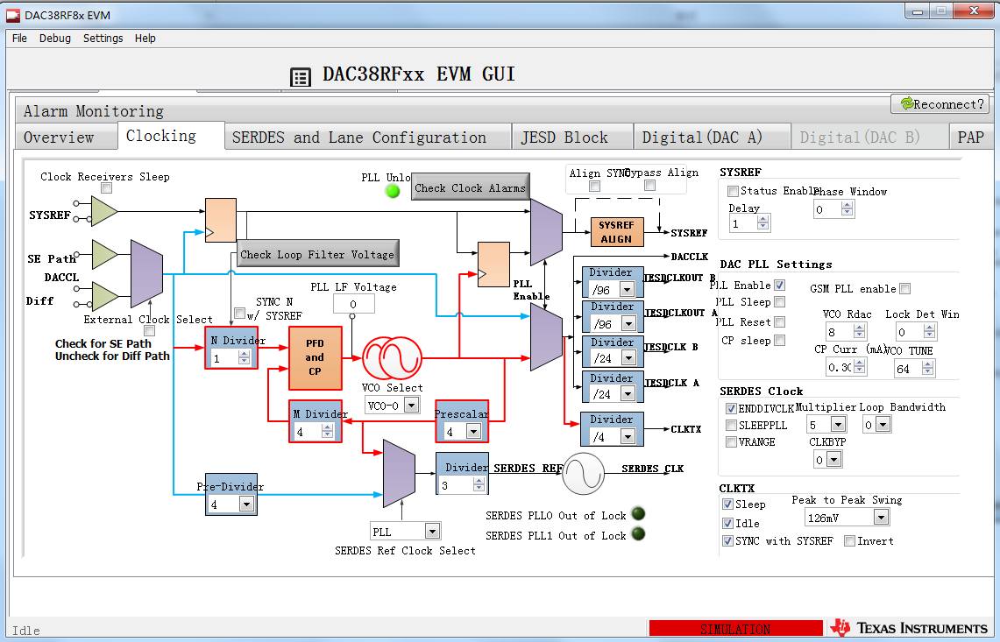 DAC38RF8x EVM
File Debug Settings Help
DAC38RFxx EVM GUI
Reconnect?
Alarm Monitoring
Overview Clocking SERDES and Lane Configuration JESD Block Digital(DAC A) Digital(DAC B) PAP
Clock Receivers Sleep
PLL Unlo
Check Clock Alarms
Align SYNC
Bypass Align
SYSREF
SYSREF ALIGN
SYSREF
SE Path
DACCL
Diff
External Clock Select
Check for SE Path
Uncheck for Diff Path
Check Loop Filter Voltage
PLL LF Voltage
0
SYNC N
w/ SYSREF
N Divider
1
PFD
and
CP
VCO Select
VCO-0
M Divider
4
Prescalar
4
Pre-Divider
4
PLL
SERDES Ref Clock Select
Divider
3
SERDES REF
SERDES CLK
SERDES PLL0 Out of Lock
SERDES PLL1 Out of Lock
PLL
Enable
DACCLK
Divider
/96
JESDCLKOUT B
Divider
/96
JESDCLKOUT A
Divider
/24
JESDCLK B
Divider
/24
JESDCLK A
Divider
/4
CLKTX
SYSREF
Status Enable
Phase Window
0
Delay
1
DAC PLL Settings
PLL Enable
GSM PLL enable
PLL Sleep
PLL Reset
CP sleep
VCO Rdac
8
Lock Det Win
0
CP Curr (mA)
0.30
VCO TUNE
64
SERDES Clock
ENDDIVCLK
SLEEPPLL
VRANGE
Multiplier
5
Loop Bandwidth
0
CLKBYP
0
CLKTX
Sleep
Idle
SYNC with SYSREF
Invert
Peak to Peak Swing
126mV
Idle
SIMULATION
TEXAS INSTRUMENTS